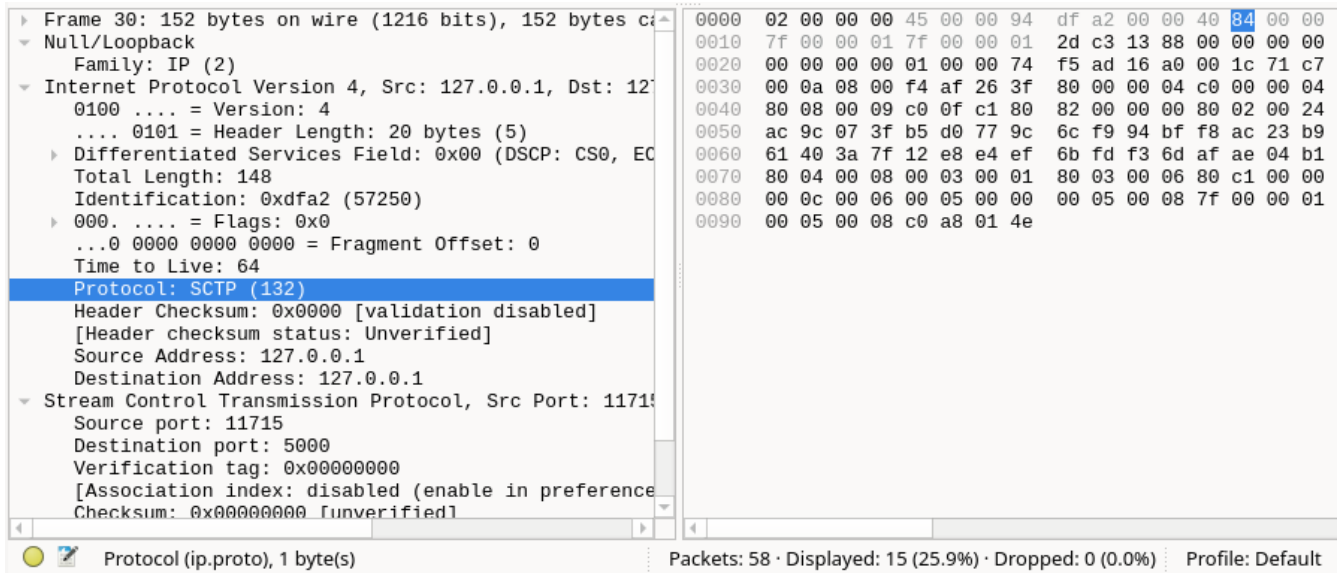 Frame 30: 152 bytes on wire (1216 bits), 152 bytes ca
Null/Loopback
Family: IP (2)
Internet Protocol Version 4, Src: 127.0.0.1, Dst: 127
0100 .... = Version: 4
.... 0101 = Header Length: 20 bytes (5)
Differentiated Services Field: 0x00 (DSCP: CS0, EC
Total Length: 148
Identification: 0xdfa2 (57250)
000. .... = Flags: 0x0
...0 0000 0000 0000 = Fragment Offset: 0
Time to Live: 64
Protocol: SCTP (132)
Header Checksum: 0x0000 [validation disabled]
[Header checksum status: Unverified]
Source Address: 127.0.0.1
Destination Address: 127.0.0.1
Stream Control Transmission Protocol, Src Port: 11715
Source port: 11715
Destination port: 5000
Verification tag: 0x00000000
[Association index: disabled (enable in preference
Checksum: 0x00000000 [unverified]
0000 02 00 00 00 45 00 00 94 df a2 00 00 40 84 00 00
0010 7f 00 00 01 7f 00 00 01 2d c3 13 88 00 00 00 00
0020 00 00 00 00 01 00 00 74 f5 ad 16 a0 00 1c 71 c7
0030 00 0a 08 00 f4 af 26 3f 80 00 00 04 c0 00 00 04
0040 80 08 00 09 c0 0f c1 80 82 00 00 00 80 02 00 24
0050 ac 9c 07 3f b5 d0 77 9c 6c f9 94 bf f8 ac 23 b9
0060 61 40 3a 7f 12 e8 e4 ef 6b fd f3 6d af ae 04 b1
0070 80 04 00 08 00 03 00 01 80 03 00 06 80 c1 00 00
0080 00 0c 00 06 00 05 00 00 00 05 00 08 7f 00 00 01
0090 00 05 00 08 c0 a8 01 4e
Protocol (ip.proto), 1 byte(s)
Packets: 58 · Displayed: 15 (25.9%) · Dropped: 0 (0.0%)
Profile: Default